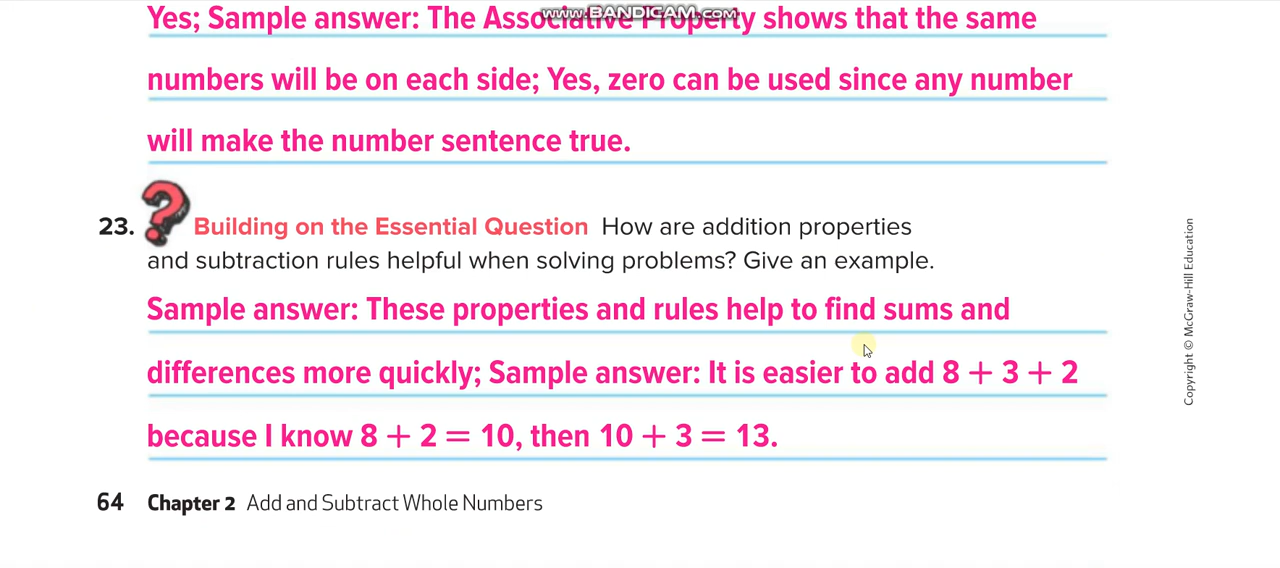 www.BANDICAM.com
Yes; Sample answer: The Associative Property shows that the same
numbers will be on each side; Yes, zero can be used since any number
will make the number sentence true.
23. Building on the Essential Question How are addition properties
and subtraction rules helpful when solving problems? Give an example.
Sample answer: These properties and rules help to find sums and
differences more quickly; Sample answer: It is easier to add 8 + 3 + 2
because I know 8 + 2 = 10, then 10 + 3 = 13.
64 Chapter 2 Add and Subtract Whole Numbers
Copyright © McGraw-Hill Education